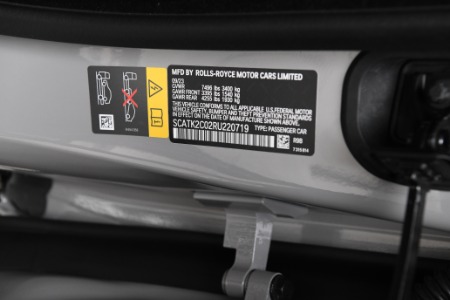 MFD BY ROLLS-ROYCE MOTOR CARS LIMITED
09/23
GVWR 7496 lbs 3400 kg
GAWR FRONT 3395 lbs 1540 kg
GAWR REAR 4255 lbs 1930 kg
THIS VEHICLE CONFORMS TO ALL APPLICABLE U.S. FEDERAL MOTOR
VEHICLE SAFETY, BUMPER AND THEFT PREVENTION STANDARDS
IN EFFECT ON THE DATE OF MANUFACTURE SHOWN ABOVE
SCATK2C02RU220719 TYPE: PASSENGER CAR